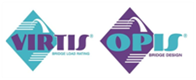 VIRTIS®
BRIDGE LOAD RATING
OPIS®
BRIDGE DESIGN